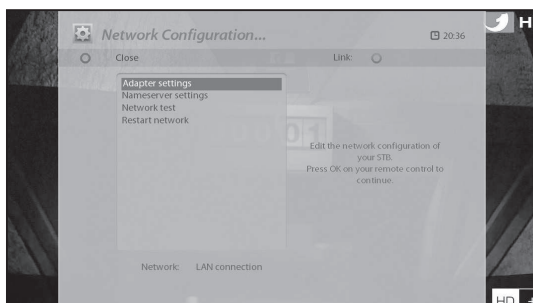 Network Configuration...
20:36
H
Close
Link:
Adapter settings
Nameserver settings
Network test
Restart network
Edit the network configuration of
your STB.
Press OK on your remote control to
continue.
Network: LAN connection
HD